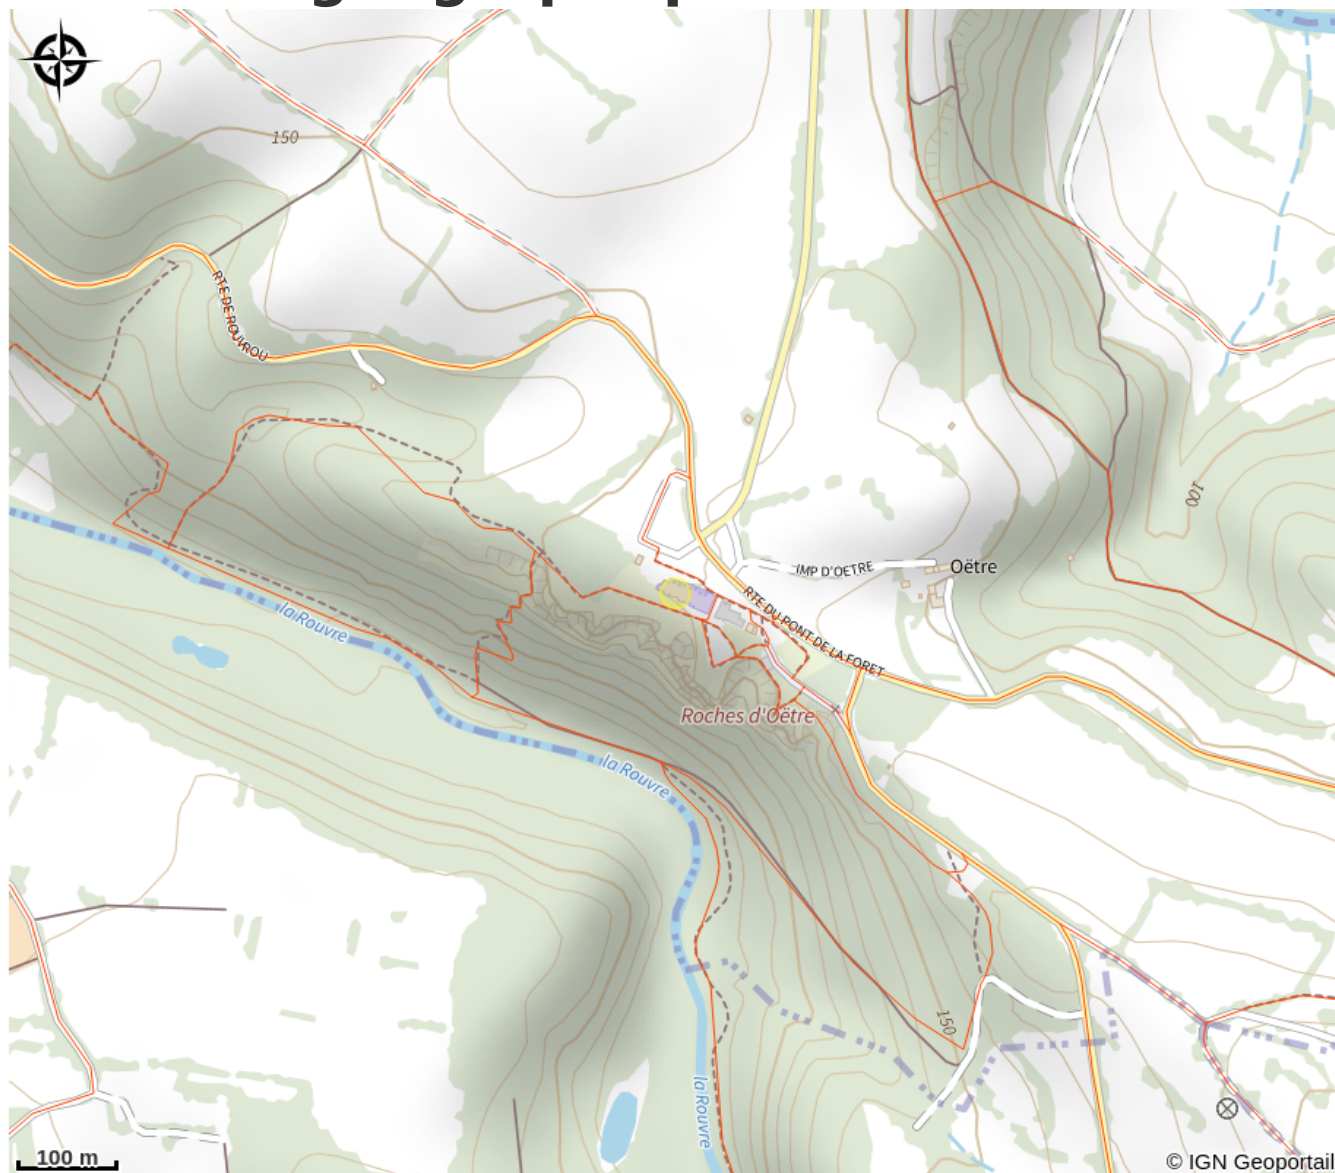 150
RTE DE ROUVROU
100
IMP D'OETRE
Oëtre
RTE DU PONT DE LA FORET
la Rouvre
Roches d'Oëtre
la Rouvre
150
la Rouvre
100 m
© IGN Geoportail